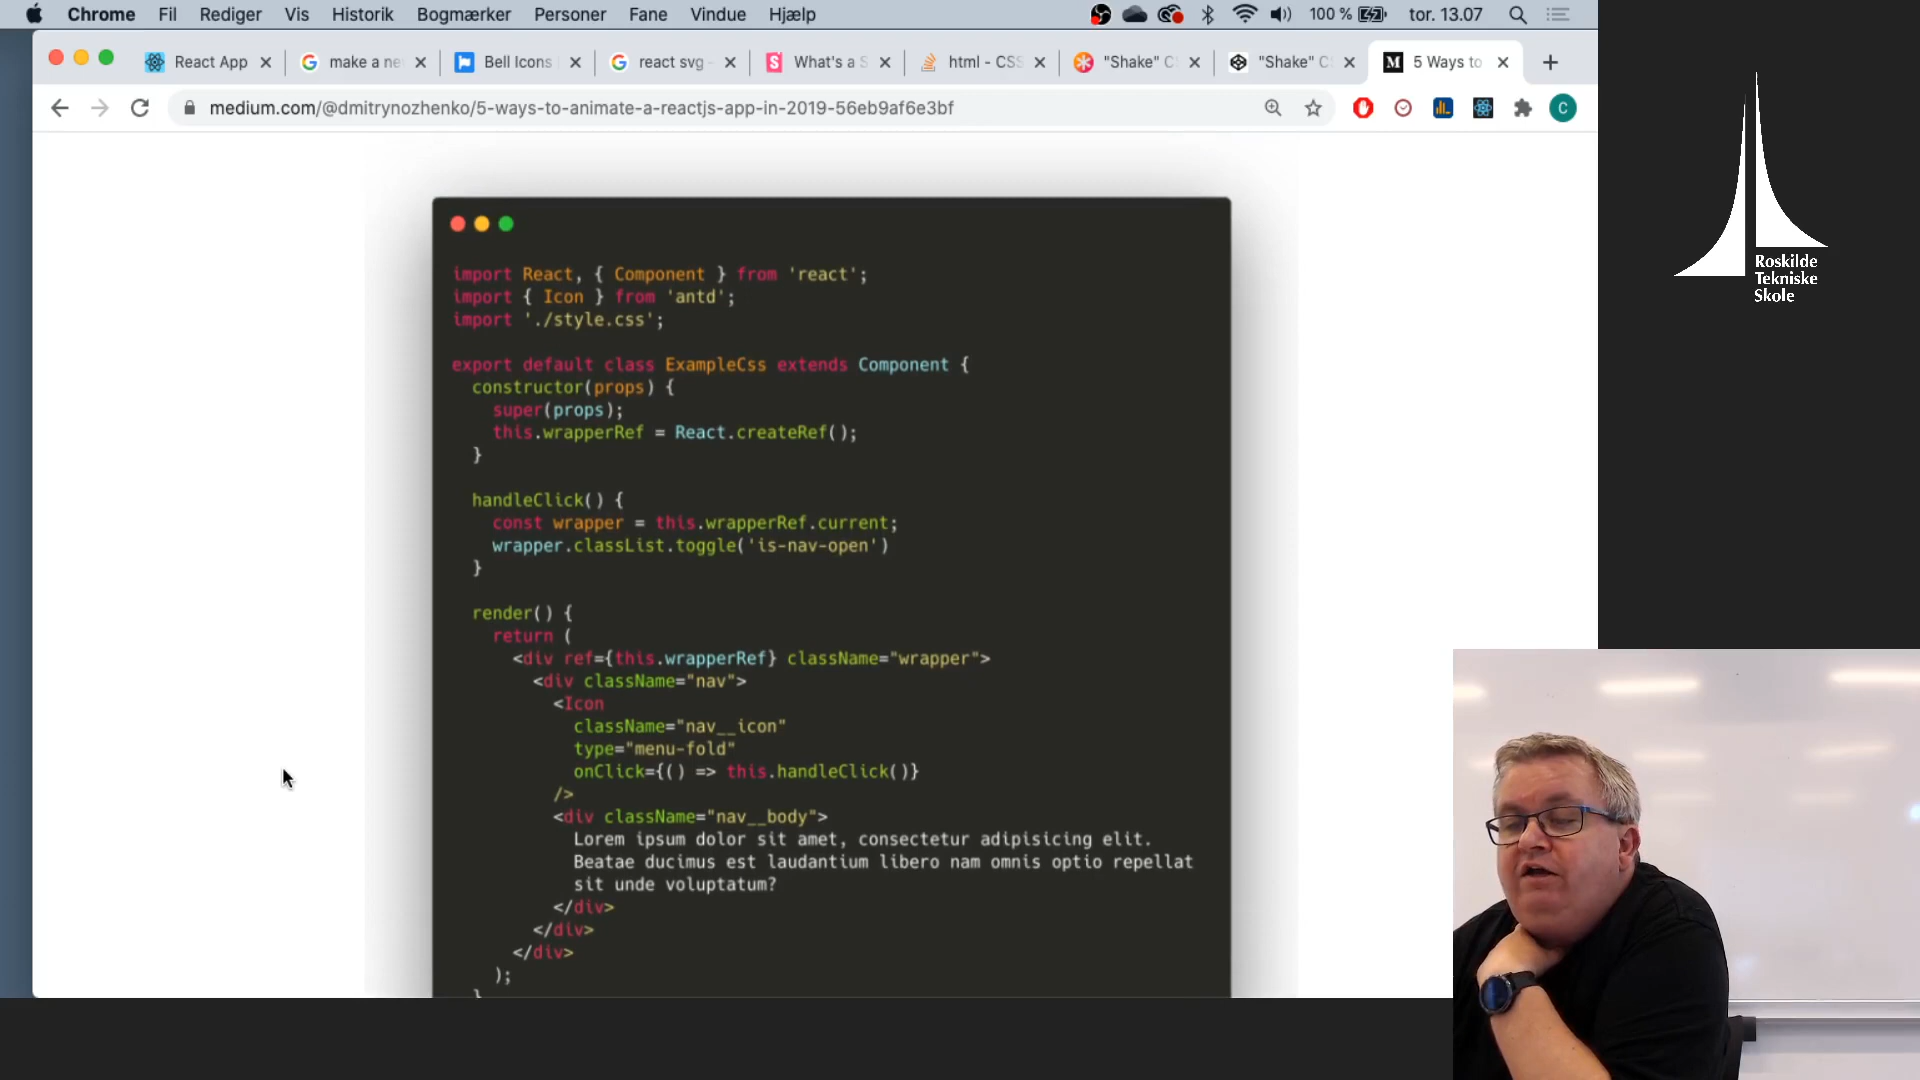 Chrome Fil Rediger Vis Historik Bogmærker Personer Fane Vindue Hjælp 100 % tor. 13.07
React App make a ne Bell Icons react svg - What's a S html - CSS "Shake" C "Shake" C 5 Ways to
medium.com/@dmitrynozhenko/5-ways-to-animate-a-reactjs-app-in-2019-56eb9af6e3bf
C
Roskilde
Tekniske
Skole
import React, { Component } from 'react';
import { Icon } from 'antd';
import './style.css';
export default class ExampleCss extends Component {
constructor(props) {
super(props);
this.wrapperRef = React.createRef();
}
handleClick() {
const wrapper = this.wrapperRef.current;
wrapper.classList.toggle('is-nav-open')
}
render() {
return (
<div ref={this.wrapperRef} className="wrapper">
<div className="nav">
<Icon
className="nav__icon"
type="menu-fold"
onClick={() => this.handleClick()}
/>
<div className="nav__body">
Lorem ipsum dolor sit amet, consectetur adipisicing elit.
Beatae ducimus est laudantium libero nam omnis optio repellat
sit unde voluptatum?
</div>
</div>
</div>
);
}